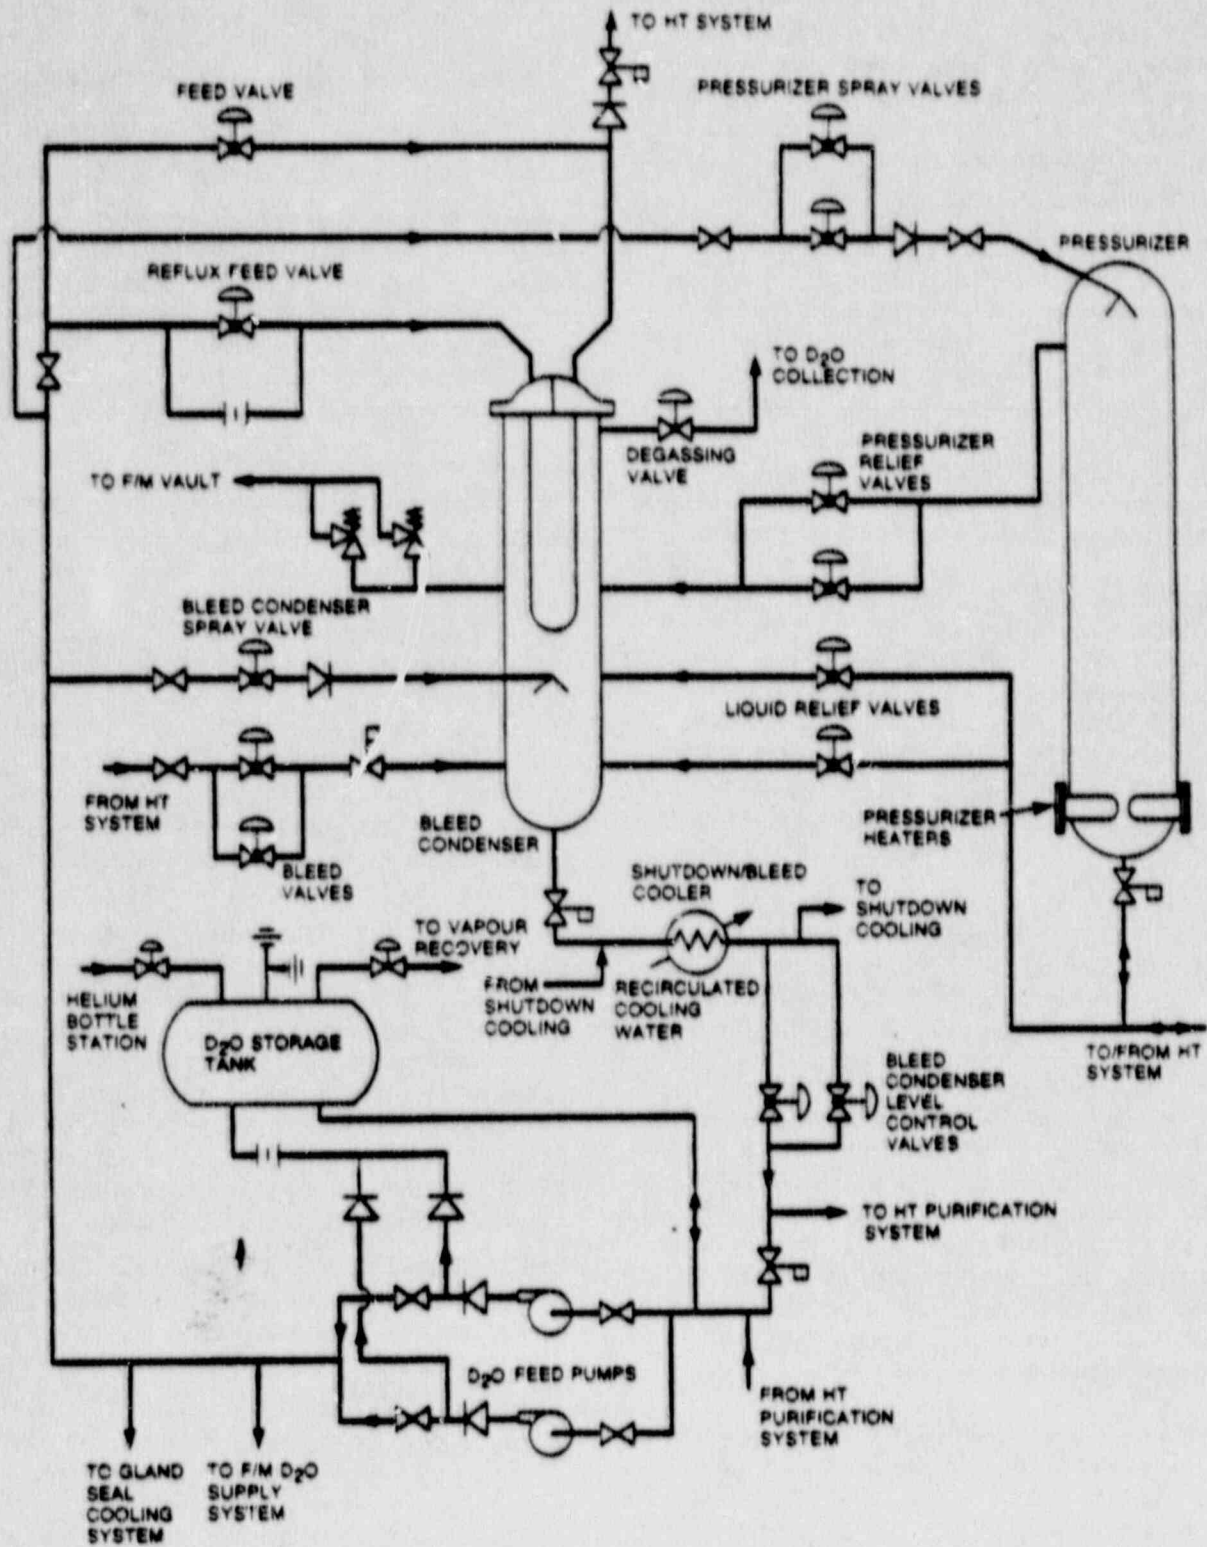 TO HT SYSTEM
FEED VALVE
PRESSURIZER SPRAY VALVES
PRESSURIZER
REFLUX FEED VALVE
TO D2O
COLLECTION
DEGASSING
VALVE
PRESSURIZER
RELIEF
VALVES
TO F/M VAULT
BLEED CONDENSER
SPRAY VALVE
LIQUID RELIEF VALVES
FROM HT
SYSTEM
BLEED
VALVES
BLEED
CONDENSER
PRESSURIZER
HEATERS
SHUTDOWN/BLEED
COOLER
TO
SHUTDOWN
COOLING
TO VAPOUR
RECOVERY
FROM
SHUTDOWN
COOLING
RECIRCULATED
COOLING
WATER
HELIUM
BOTTLE
STATION
D2O STORAGE
TANK
TO/FROM HT
SYSTEM
BLEED
CONDENSER
LEVEL
CONTROL
VALVES
TO HT PURIFICATION
SYSTEM
D2O FEED PUMPS
FROM HT
PURIFICATION
SYSTEM
TO GLAND
SEAL
COOLING
SYSTEM
TO F/M D2O
SUPPLY
SYSTEM